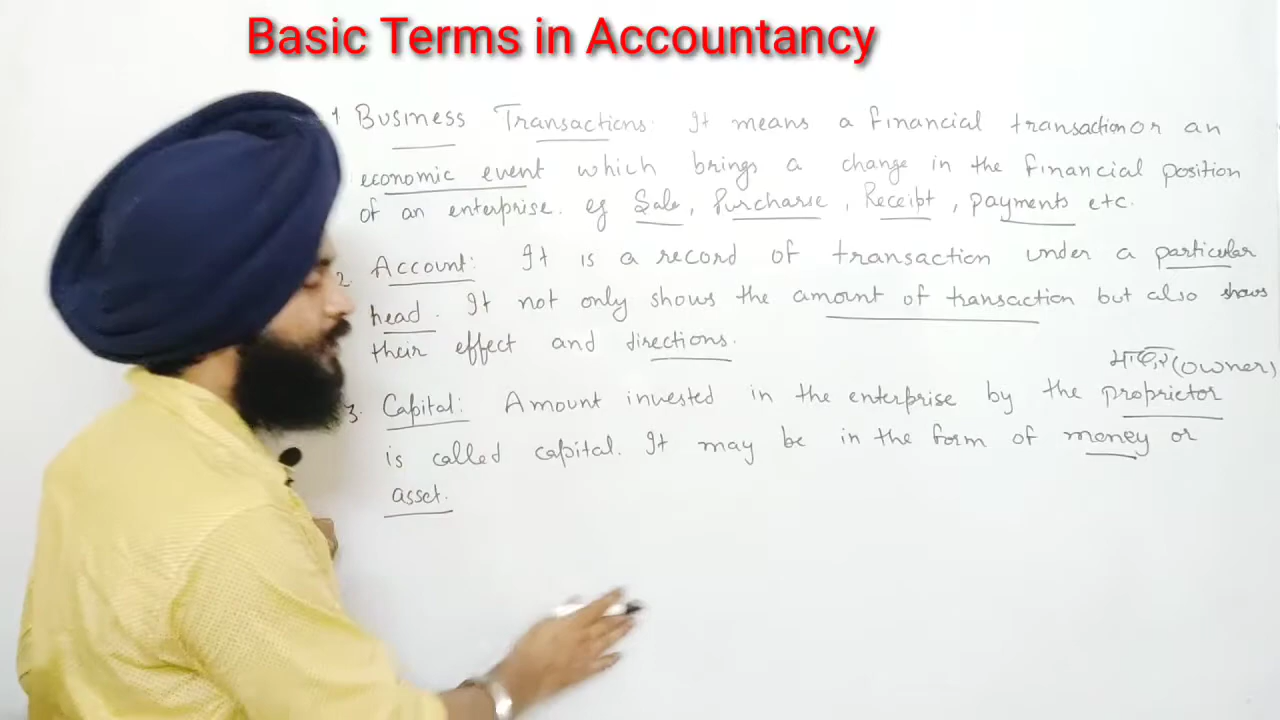 Basic Terms in Accountancy
1 Business Transactions: It means a financial transaction or an
economic event which brings a change in the financial position
of an enterprise. eg Sale, Purcharse, Receipt, payments etc.
2. Account: It is a record of transaction under a particular
head. It not only shows the amount of transaction but also shows
their effect and directions.
मालिक (owner)
3. Capital: Amount invested in the enterprise by the proprietor
is called capital. It may be in the form of money or
asset.